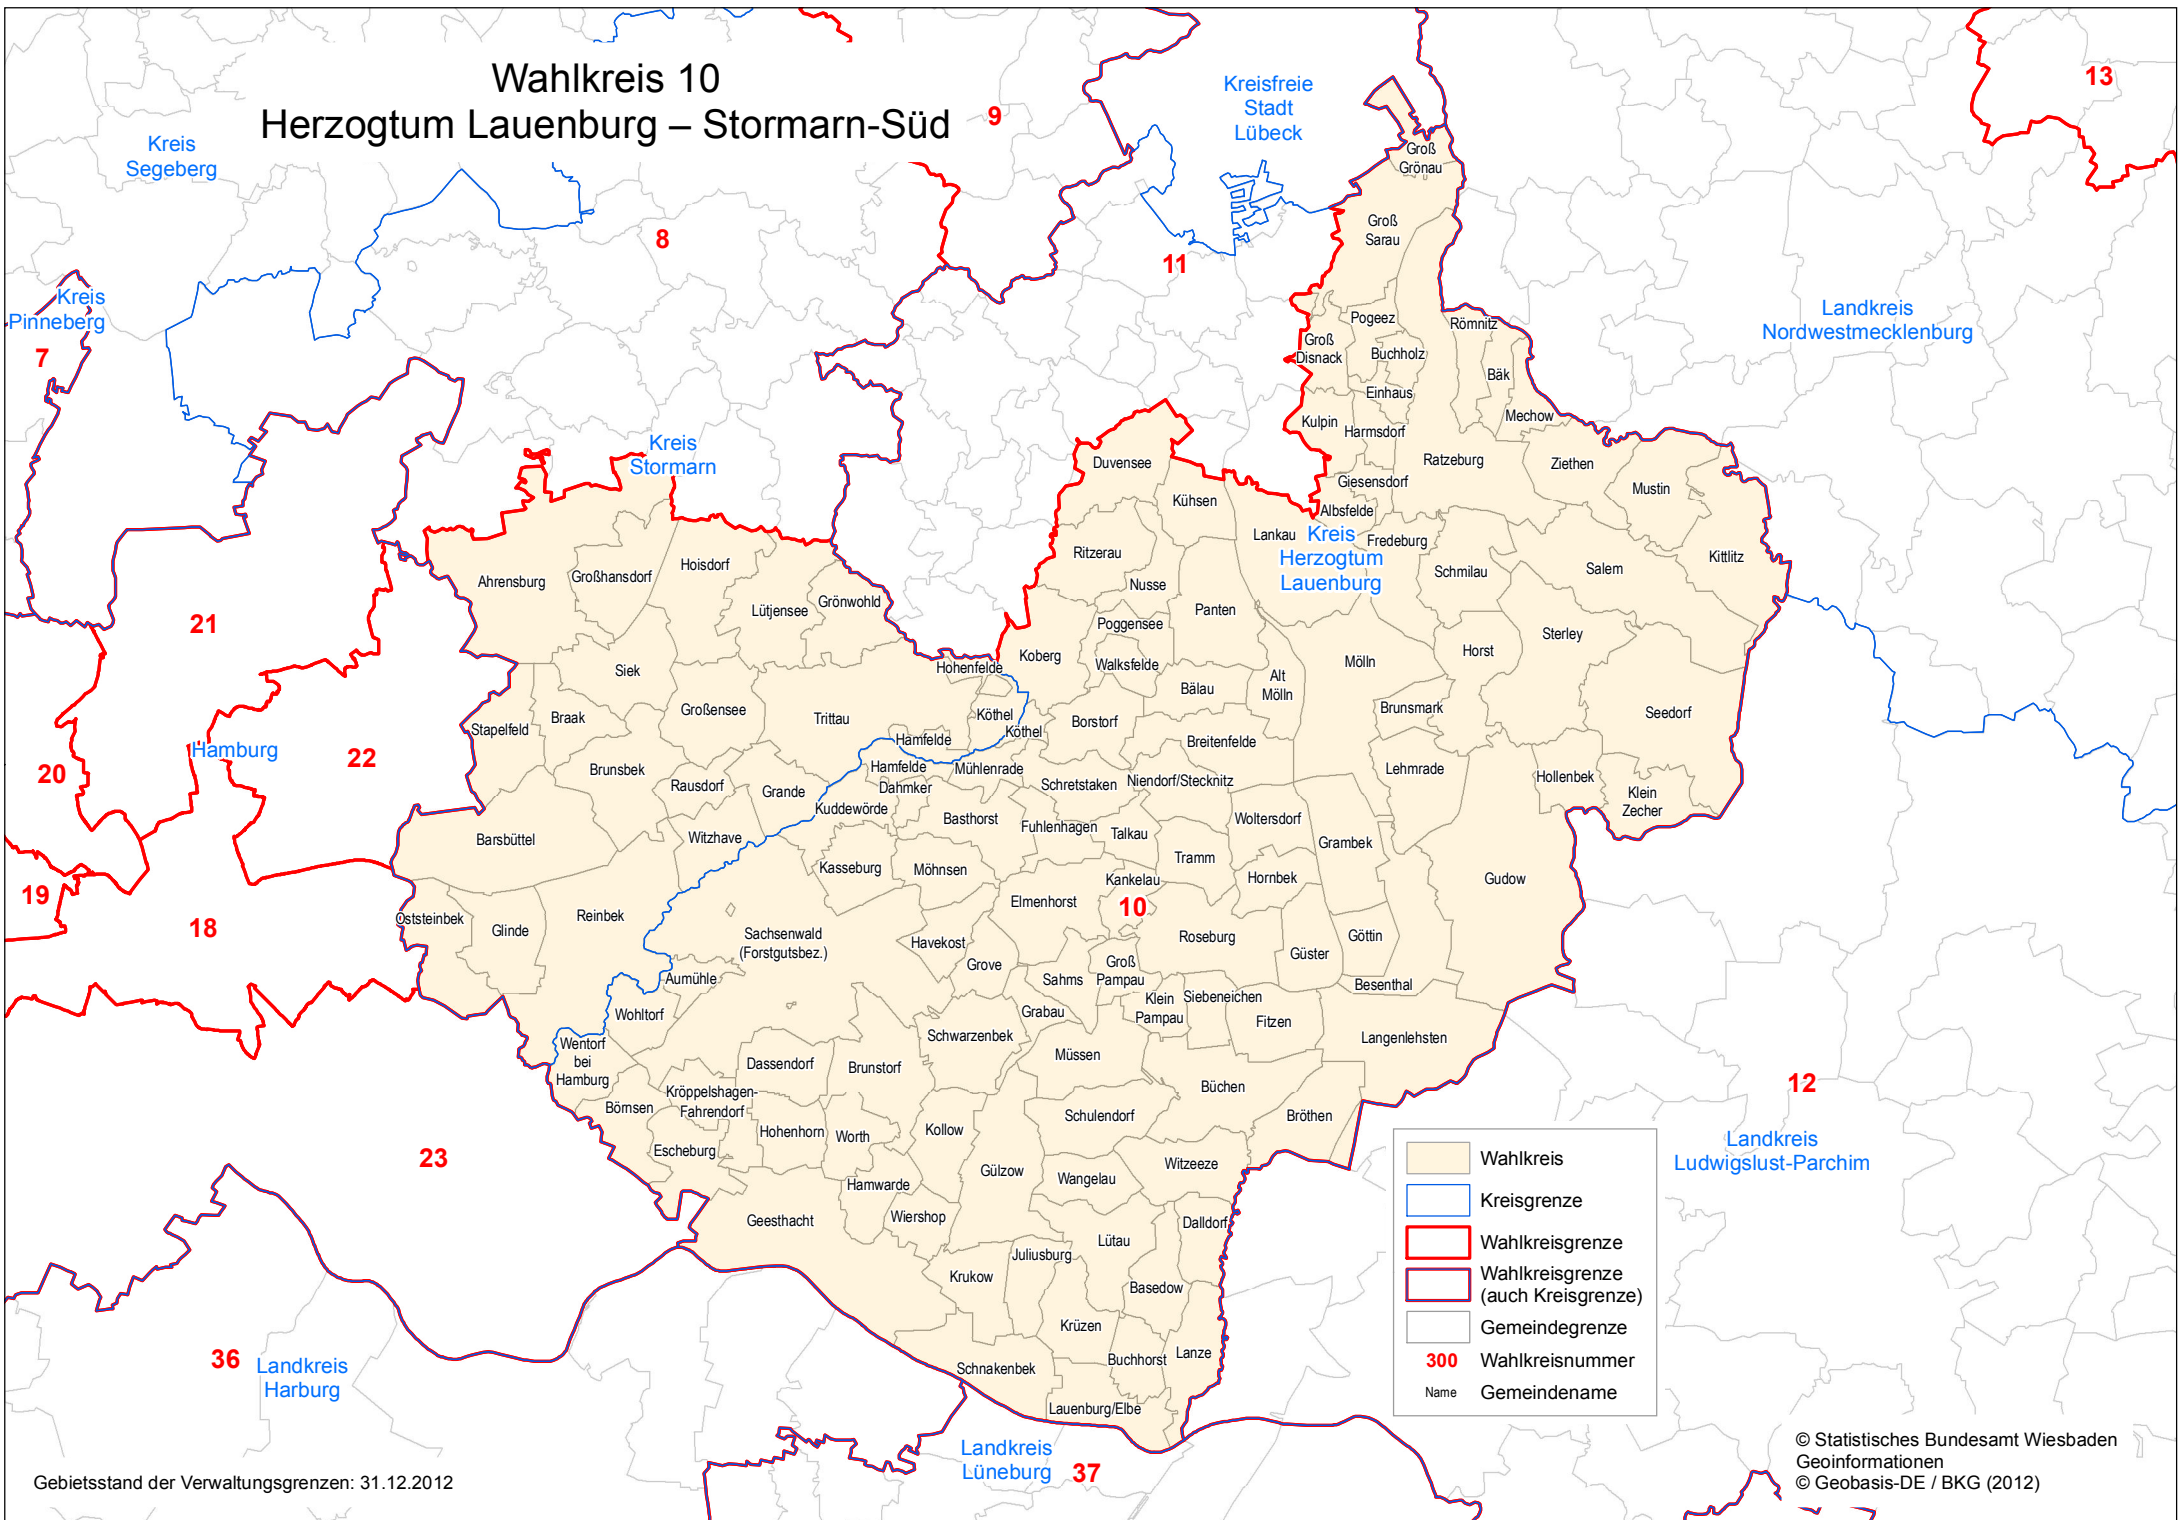 Wahlkreis 10
Herzogtum Lauenburg – Stormarn-Süd
Kreis
Segeberg
Kreisfreie
Stadt
Lübeck
9
13
8
11
Kreis
Pinneberg
7
Landkreis
Nordwestmecklenburg
Kreis
Stormarn
Groß
Grönau
Groß
Sarau
Pogeez
Römnitz
Groß
Disnack
Buchholz
Bäk
Einhaus
Mechow
Kulpin
Harmsdorf
Ratzeburg
Ziethen
Mustin
Duvensee
Giesensdorf
Kühsen
Albsfelde
Lankau
Kreis
Herzogtum
Lauenburg
Fredeburg
Kittlitz
Ritzerau
Schmilau
Salem
Nusse
Panten
Ahrensburg
Großhansdorf
Hoisdorf
Lütjensee
Grönwohld
Poggensee
Sterley
21
Koberg
Walksfelde
Horst
Mölln
Hohenfelde
Siek
Alt
Mölln
Bälau
Großensee
Trittau
Köthel
Köthel
Borstorf
Brunsmark
Seedorf
Stapelfeld
Braak
Hamfelde
Breitenfelde
Hamburg
22
20
Brunsbek
Hamfelde
Mühlenrade
Lehmrade
Hollenbek
Rausdorf
Grande
Dahmker
Schretstaken
Niendorf/Stecknitz
Klein
Zecher
Kuddewörde
Basthorst
Fuhlenhagen
Talkau
Woltersdorf
Barsbüttel
Witzhave
Grambek
Kasseburg
Möhnsen
Tramm
Hornbek
Gudow
19
Kankelau
10
Elmenhorst
18
Oststeinbek
Glinde
Reinbek
Sachsenwald
(Forstgutsbez.)
Havekost
Roseburg
Göttin
Güster
Grove
Groß
Pampau
Aumühle
Sahms
Besenthal
Klein
Pampau
Siebeneichen
Wohltorf
Grabau
Fitzen
Schwarzenbek
Langenlehsten
Wentorf
bei
Hamburg
Müssen
Dassendorf
Brunstorf
Büchen
12
Kröppelshagen-
Fahrendorf
Börnsen
Schulendorf
Bröthen
Hohenhorn
Worth
Kollow
Escheburg
23
Gülzow
Wangelau
Witzeeze
Landkreis
Ludwigslust-Parchim
Hamwarde
Geesthacht
Wiershop
Dalldorf
Lütau
Juliusburg
Krukow
Basedow
Krüzen
Buchhorst
Lanze
Schnakenbek
Lauenburg/Elbe
36
Landkreis
Harburg
Landkreis
Lüneburg
37
Wahlkreis
Kreisgrenze
Wahlkreisgrenze
Wahlkreisgrenze
(auch Kreisgrenze)
Gemeindegrenze
300 Wahlkreisnummer
Name Gemeindename
Gebietsstand der Verwaltungsgrenzen: 31.12.2012
© Statistisches Bundesamt Wiesbaden
Geoinformationen
© Geobasis-DE / BKG (2012)